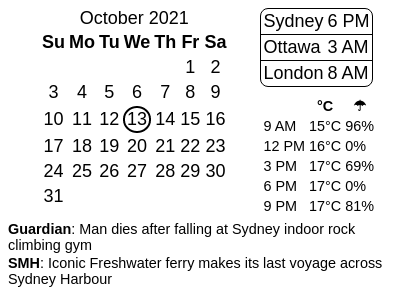 October 2021
Su Mo Tu We Th Fr Sa
1 2
3 4 5 6 7 8 9
10 11 12 13 14 15 16
17 18 19 20 21 22 23
24 25 26 27 28 29 30
31
Sydney 6 PM
Ottawa 3 AM
London 8 AM
°C ☂
9 AM 15°C 96%
12 PM 16°C 0%
3 PM 17°C 69%
6 PM 17°C 0%
9 PM 17°C 81%
Guardian: Man dies after falling at Sydney indoor rock
climbing gym
SMH: Iconic Freshwater ferry makes its last voyage across
Sydney Harbour